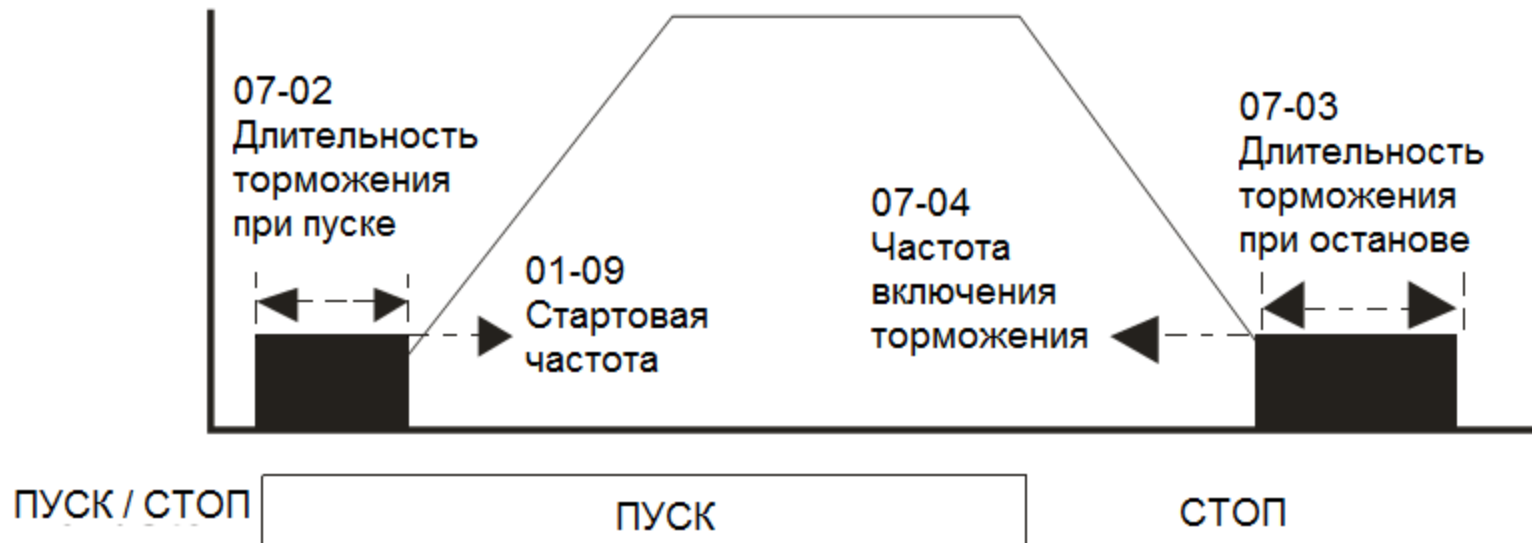 07-02
Длительность
торможения
при пуске
01-09
Стартовая
частота
07-04
Частота
включения
торможения
07-03
Длительность
торможения
при останове
ПУСК / СТОП
ПУСК
СТОП